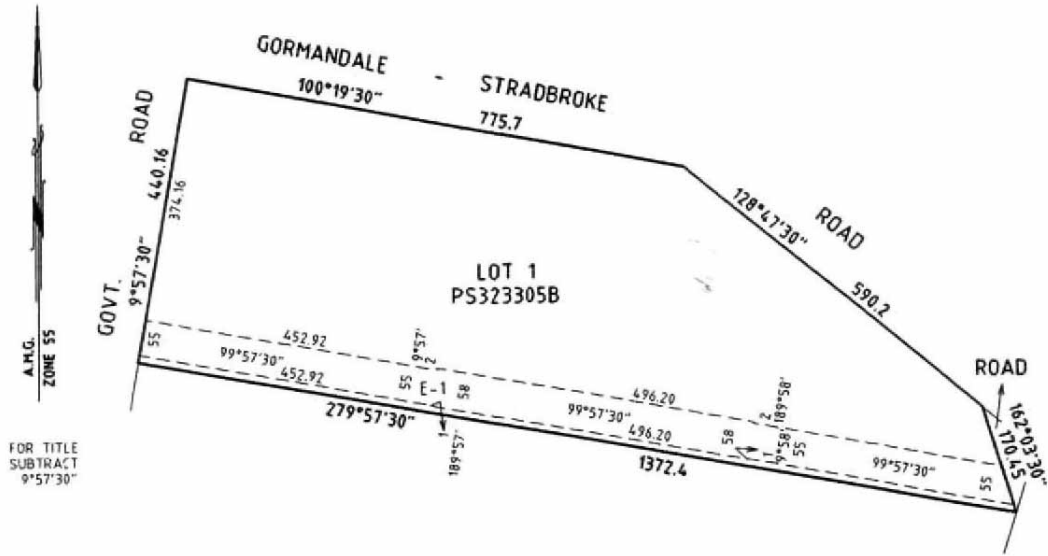 GORMANDALE - STRADBROKE
100°19'30"
775.7
ROAD
440.16
374.16
GOVT.
9°57'30"
128°47'30"
ROAD
590.2
LOT 1
PS323305B
A.M.G.
ZONE 55
FOR TITLE
SUBTRACT
9°57'30"
55
452.92
99°57'30"
452.92
9°57'
2
55
E-1
58
279°57'30"
1
189°57'
496.20
99°57'30"
496.20
2
189°58'
58
1
9°58'
55
1372.4
99°57'30"
55
ROAD
162°03'30"
170.45